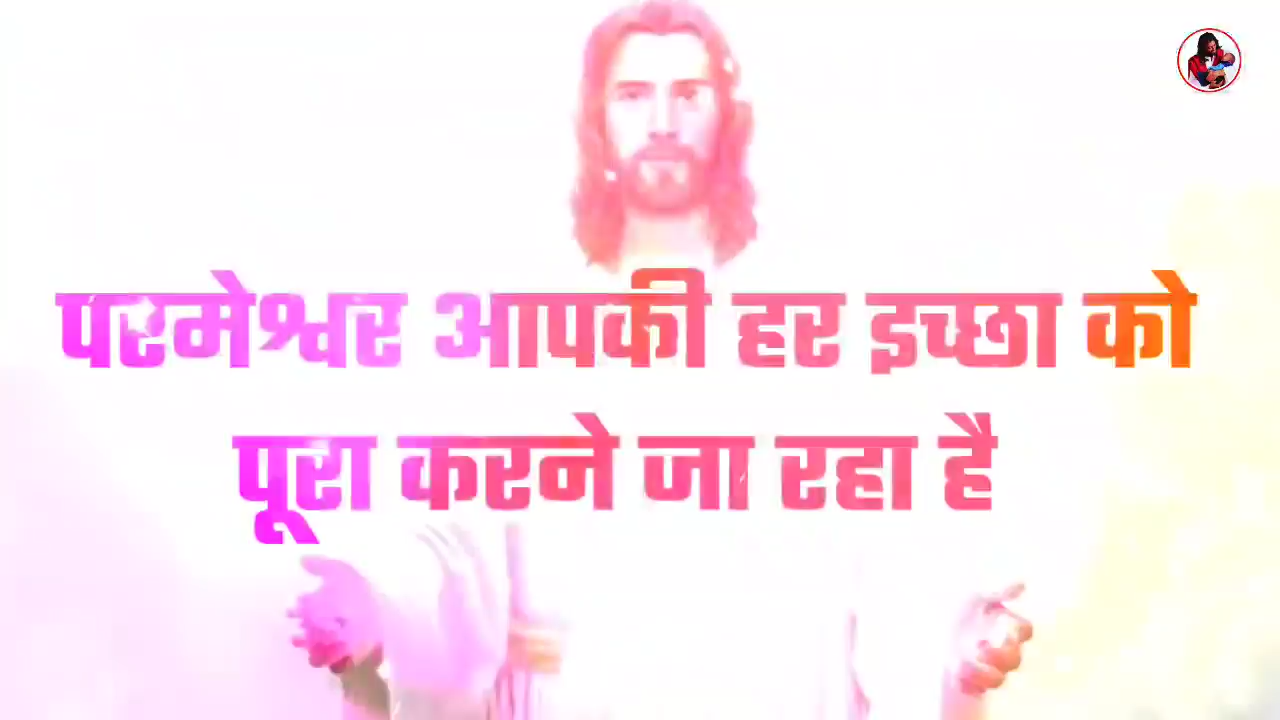 परमेश्वर आपकी हर इच्छा को
पूरा करने जा रहा है